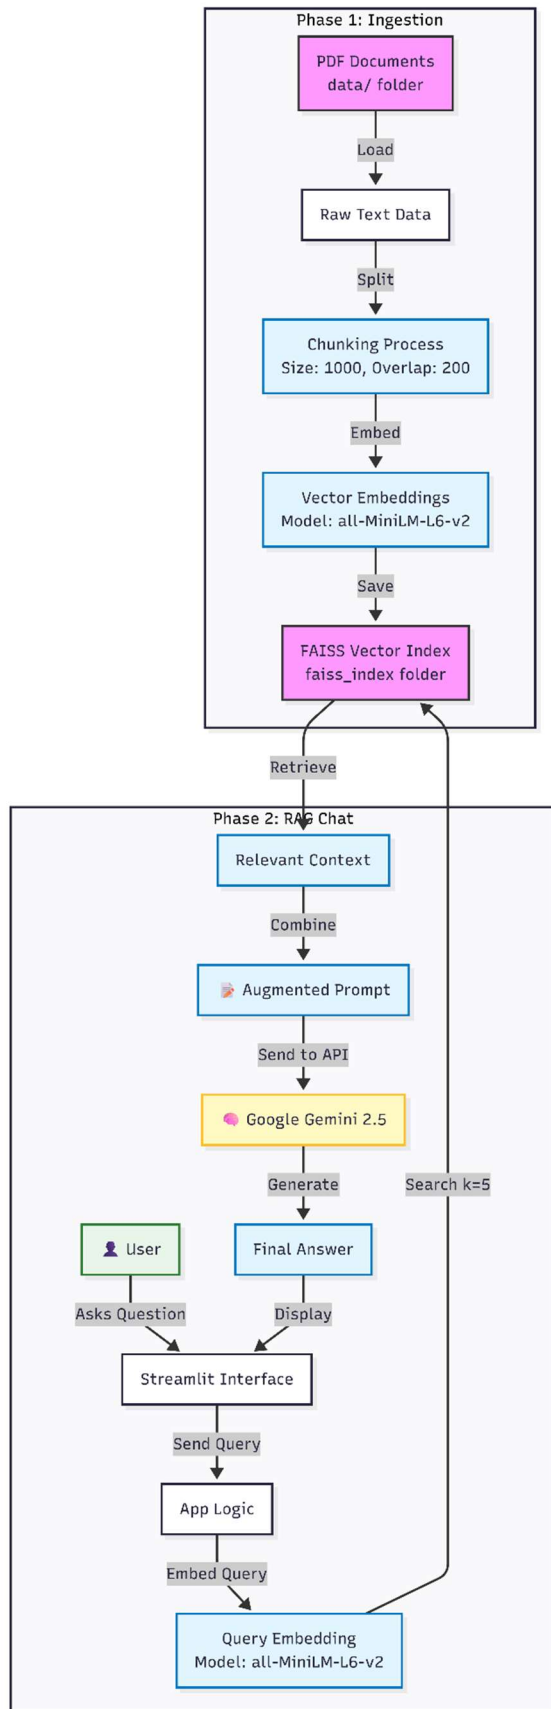 Phase 1: Ingestion
PDF Documents
data/ folder
Load
Raw Text Data
Split
Chunking Process
Size: 1000, Overlap: 200
Embed
Vector Embeddings
Model: all-MiniLM-L6-v2
Save
FAISS Vector Index
faiss_index folder
Retrieve
Phase 2: RAG Chat
Relevant Context
Combine
Augmented Prompt
Send to API
Google Gemini 2.5
Generate
Search k=5
User
Final Answer
Asks Question
Display
Streamlit Interface
Send Query
App Logic
Embed Query
Query Embedding
Model: all-MiniLM-L6-v2